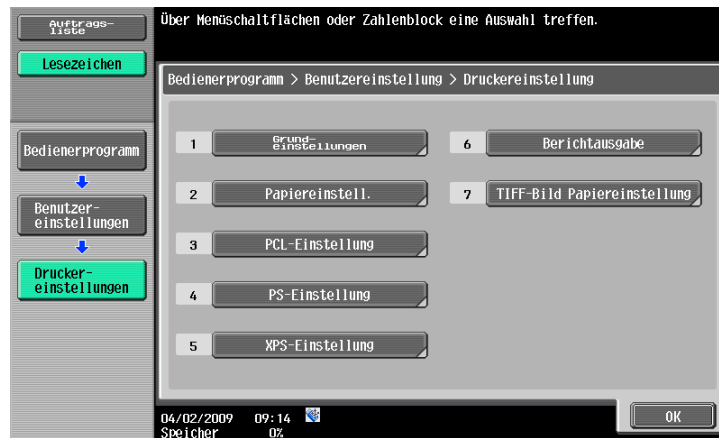 Auftrags-
liste
Über Menüschaltflächen oder Zahlenblock eine Auswahl treffen.
Lesezeichen
Bedienerprogramm > Benutzereinstellung > Druckereinstellung
Bedienerprogramm
Benutzer-
einstellungen
Drucker-
einstellungen
1 Grund-
einstellungen
2 Papiereinstell.
3 PCL-Einstellung
4 PS-Einstellung
5 XPS-Einstellung
6 Berichtausgabe
7 TIFF-Bild Papiereinstellung
04/02/2009 09:14
Speicher 0%
OK